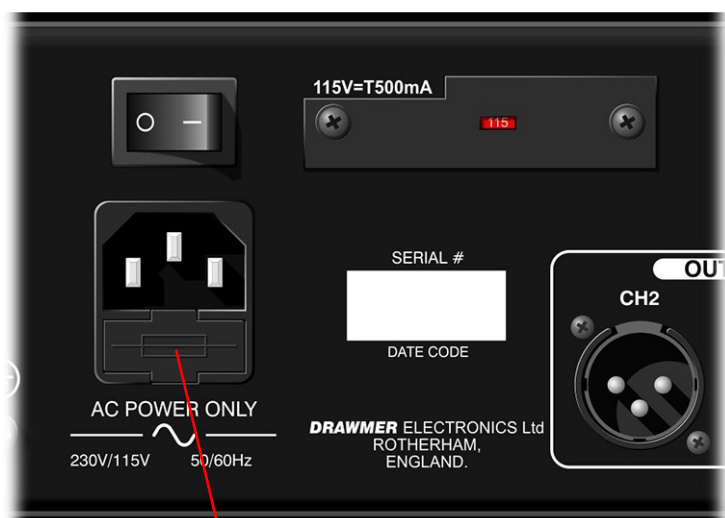 115V=T500mA
115
O
SERIAL #
DATE CODE
OUT
CH2
AC POWER ONLY
230V/115V 50/60Hz
DRAWMER ELECTRONICS Ltd
ROTHERHAM,
ENGLAND.